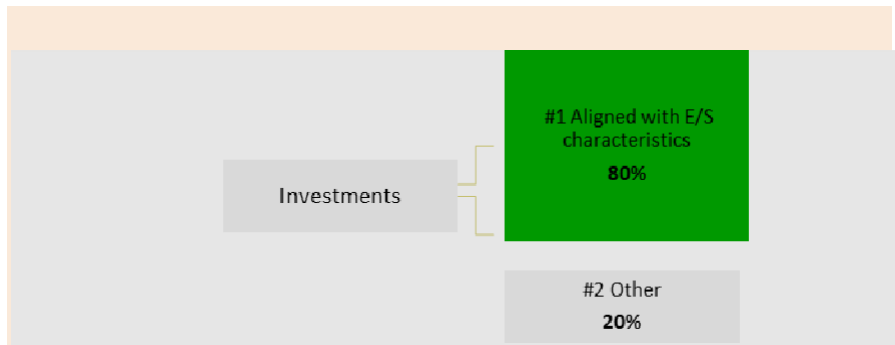 #1 Aligned with E/S
characteristics
80%
Investments
#2 Other
20%